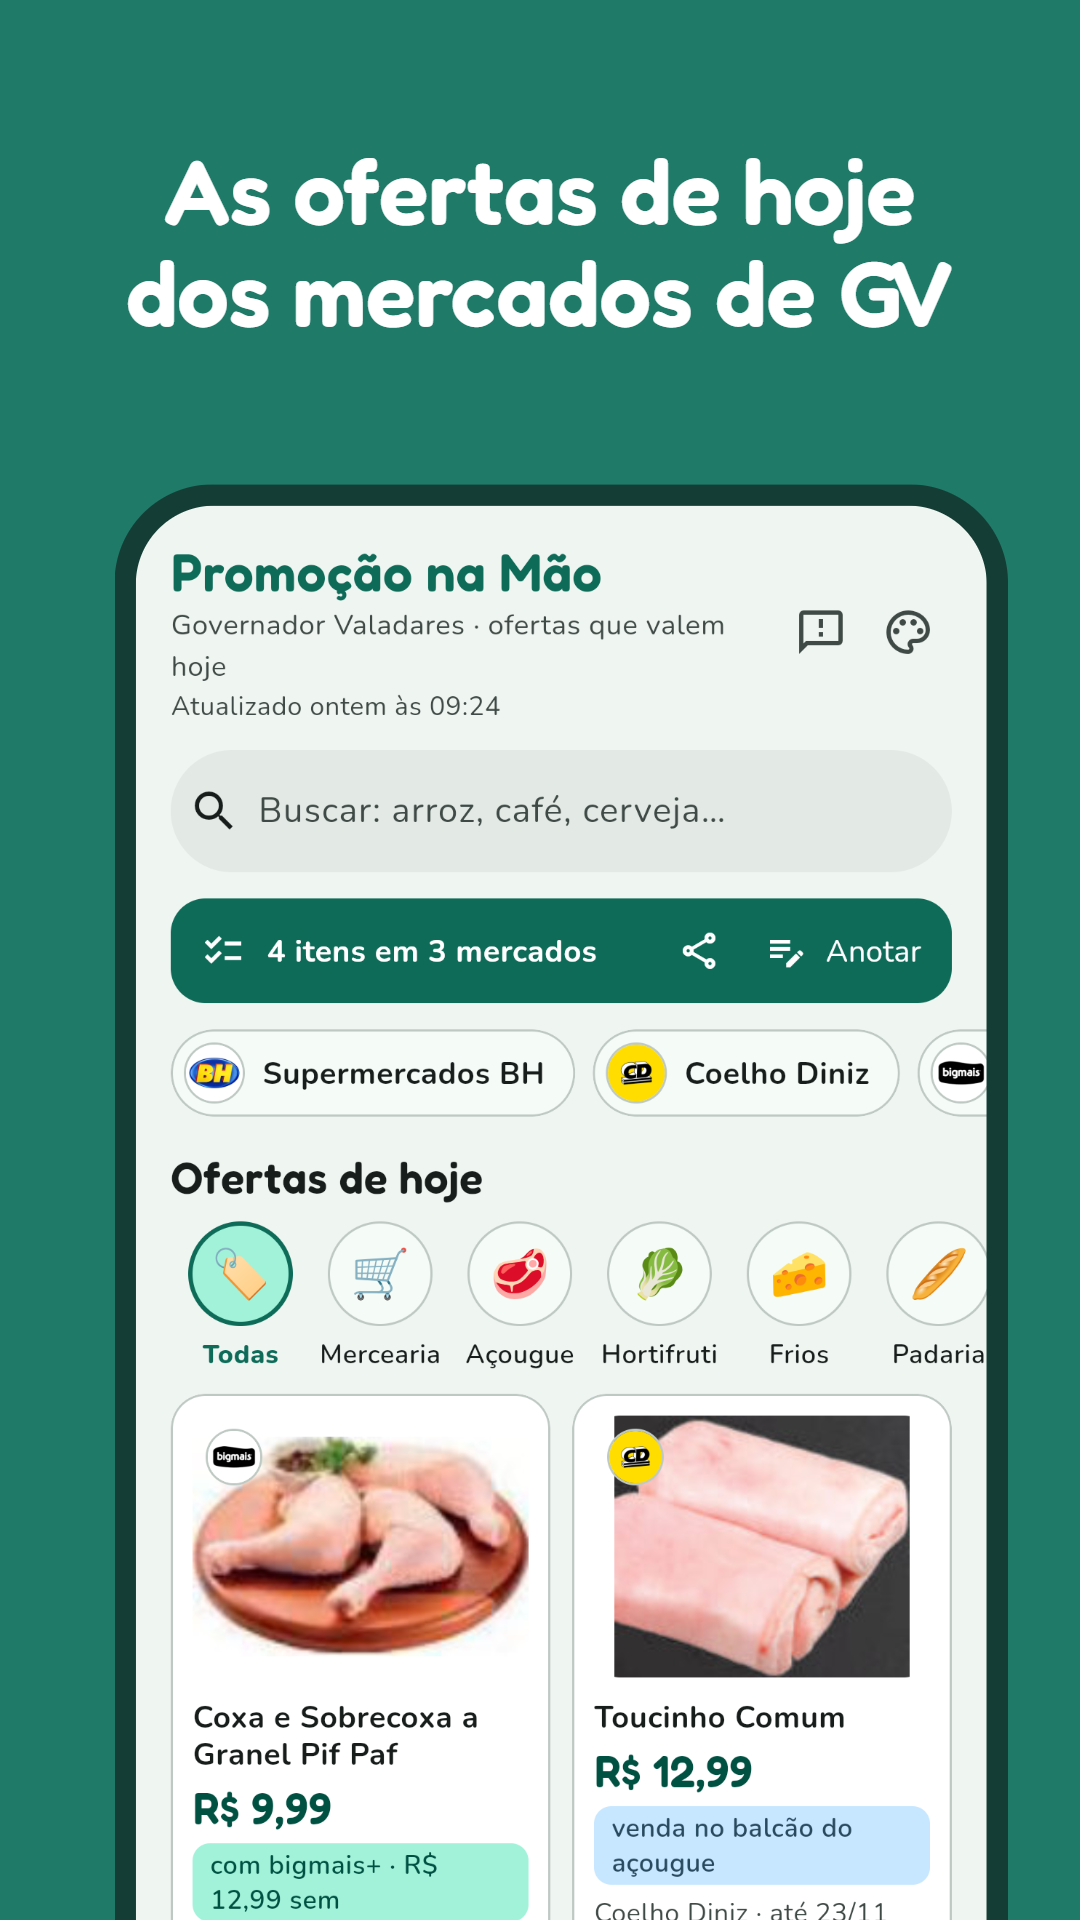 As ofertas de hoje
dos mercados de GV
Promoção na Mão
Governador Valadares · ofertas que valem
hoje
Atualizado ontem às 09:24
Buscar: arroz, café, cerveja...
4 itens em 3 mercados
Anotar
BH
Supermercados BH
CD
Coelho Diniz
bigmais
Ofertas de hoje
Todas
Mercearia
Açougue
Hortifruti
Frios
Padaria
bigmais
Coxa e Sobrecoxa a
Granel Pif Paf
R$ 9,99
com bigmais+ · R$
12,99 sem
CD
Toucinho Comum
R$ 12,99
venda no balcão do
açougue
Coelho Diniz · até 23/11